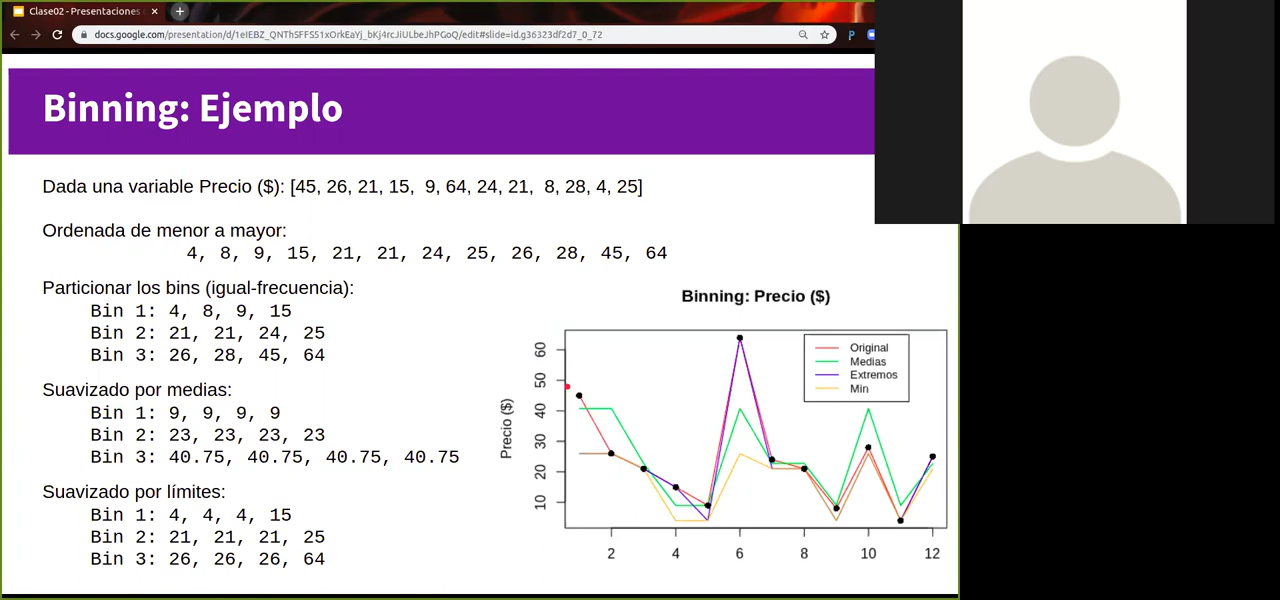 Clase02 - Presentaciones
docs.google.com/presentation/d/1eIEBZ_QNThSFFS51xOrkEaYj_bKj4rcJiULbeJhPGoQ/edit#slide=id.g36323df2d7_0_72
Binning: Ejemplo
Dada una variable Precio ($): [45, 26, 21, 15, 9, 64, 24, 21, 8, 28, 4, 25]
Ordenada de menor a mayor:
4, 8, 9, 15, 21, 21, 24, 25, 26, 28, 45, 64
Particionar los bins (igual-frecuencia):
Bin 1: 4, 8, 9, 15
Bin 2: 21, 21, 24, 25
Bin 3: 26, 28, 45, 64
Suavizado por medias:
Bin 1: 9, 9, 9, 9
Bin 2: 23, 23, 23, 23
Bin 3: 40.75, 40.75, 40.75, 40.75
Suavizado por límites:
Bin 1: 4, 4, 4, 15
Bin 2: 21, 21, 21, 25
Bin 3: 26, 26, 26, 64
Binning: Precio ($)
Original
Medias
Extremos
Min
Precio ($)
60
50
40
30
20
10
2 4 6 8 10 12